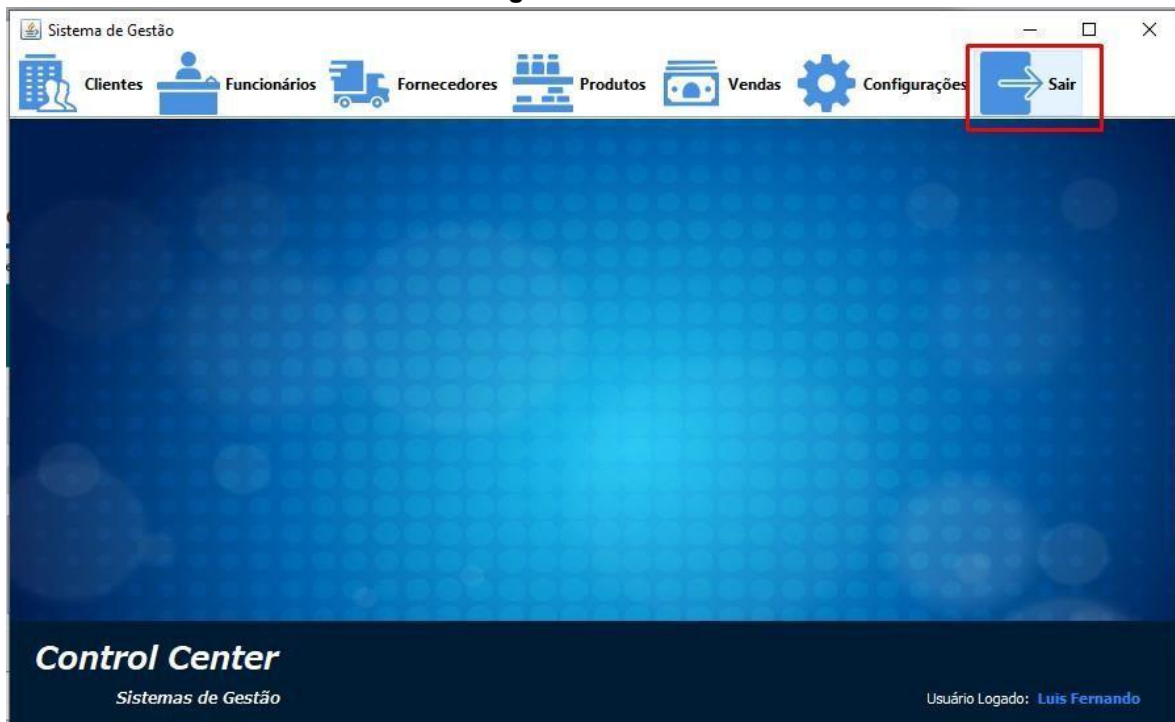 Sistema de Gestão
Clientes Funcionários Fornecedores Produtos Vendas Configurações Sair
Control Center
Sistemas de Gestão
Usuário Logado: Luis Fernando